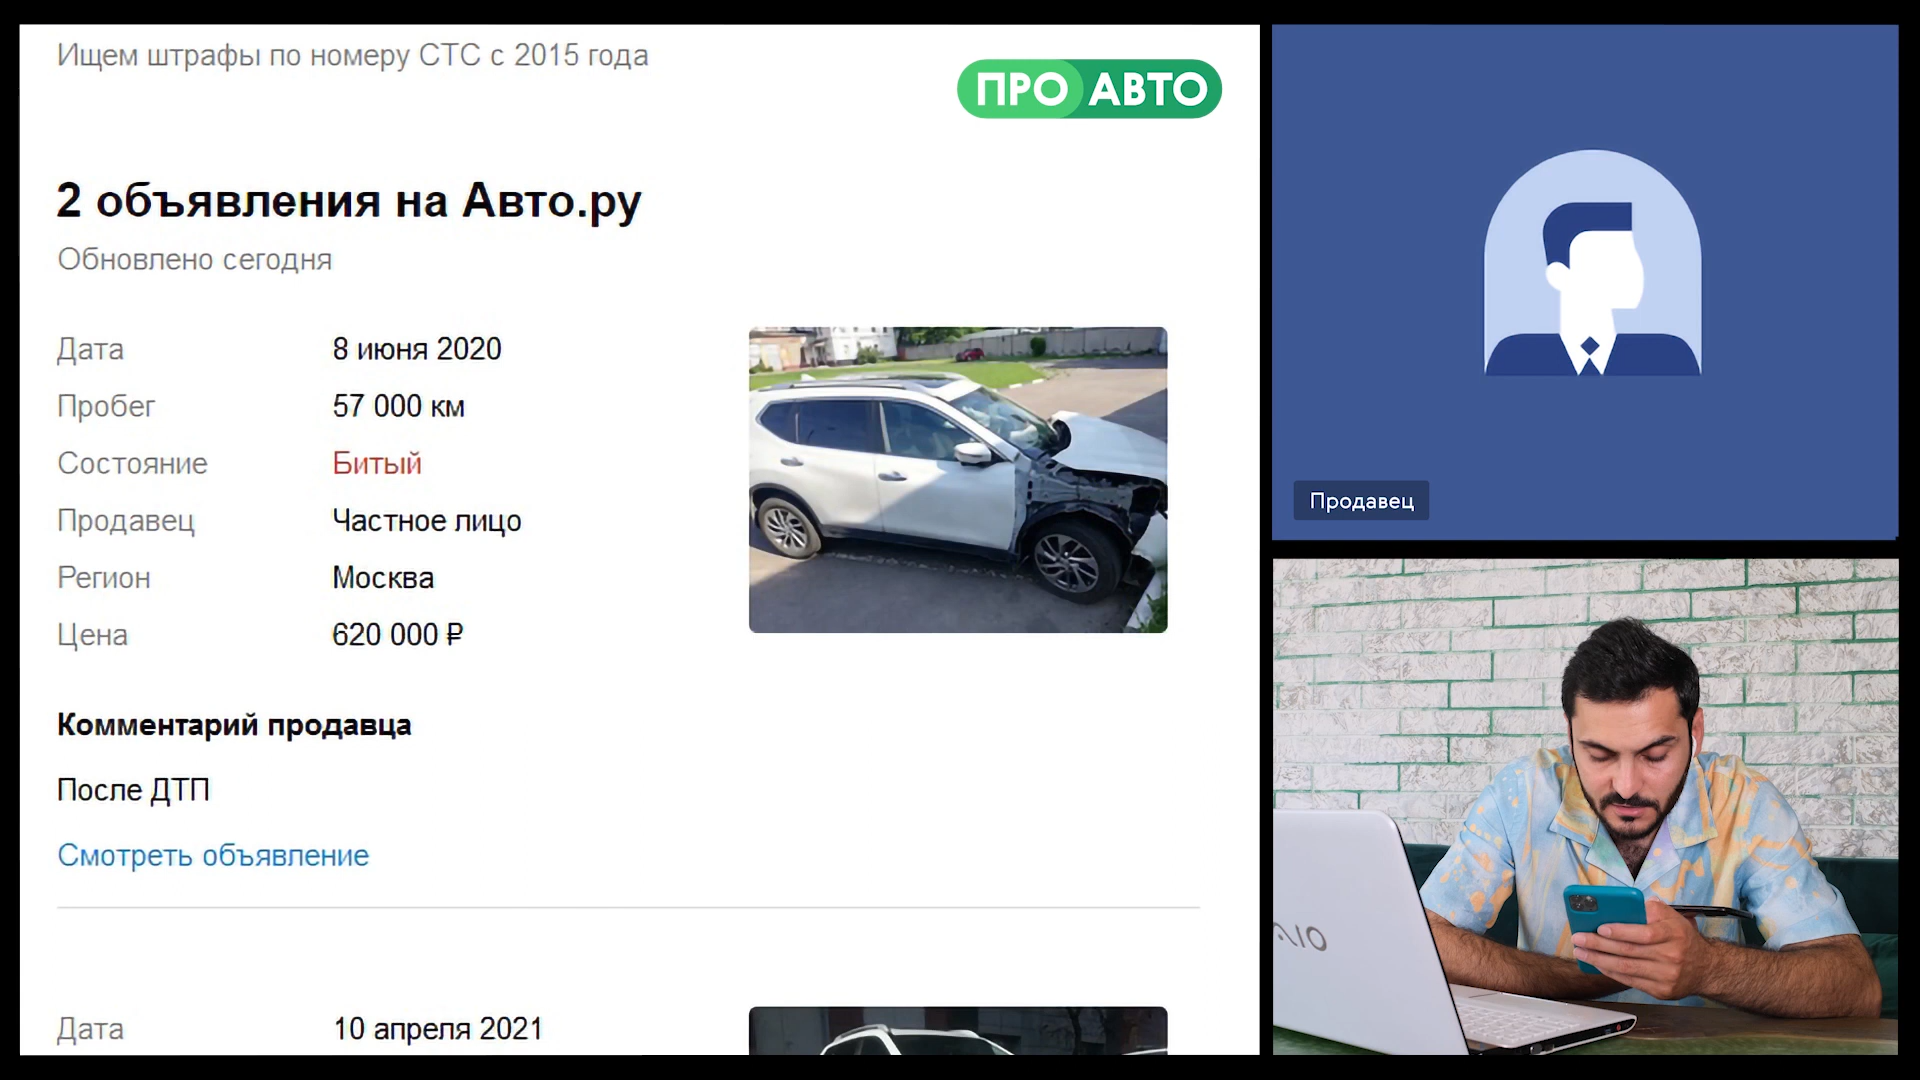 Ищем штрафы по номеру СТС с 2015 года
ПРО АВТО
2 объявления на Авто.ру
Обновлено сегодня
Дата 8 июня 2020
Пробег 57 000 км
Состояние Битый
Продавец Частное лицо
Регион Москва
Цена 620 000 ₽
Комментарий продавца
После ДТП
Смотреть объявление
Дата 10 апреля 2021
Продавец